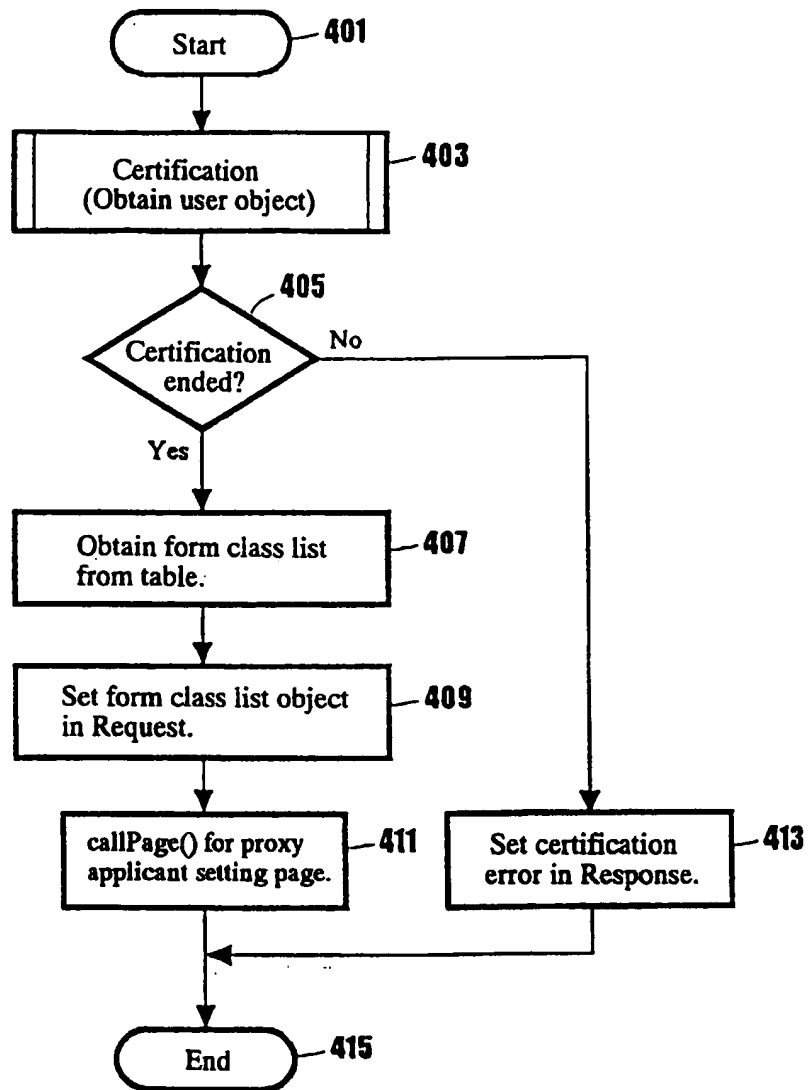 Start
401
Certification
(Obtain user object)
403
405
Certification
ended?
No
Yes
Obtain form class list
from table.
407
Set form class list object
in Request.
409
callPage() for proxy
applicant setting page.
411
Set certification
error in Response.
413
End
415